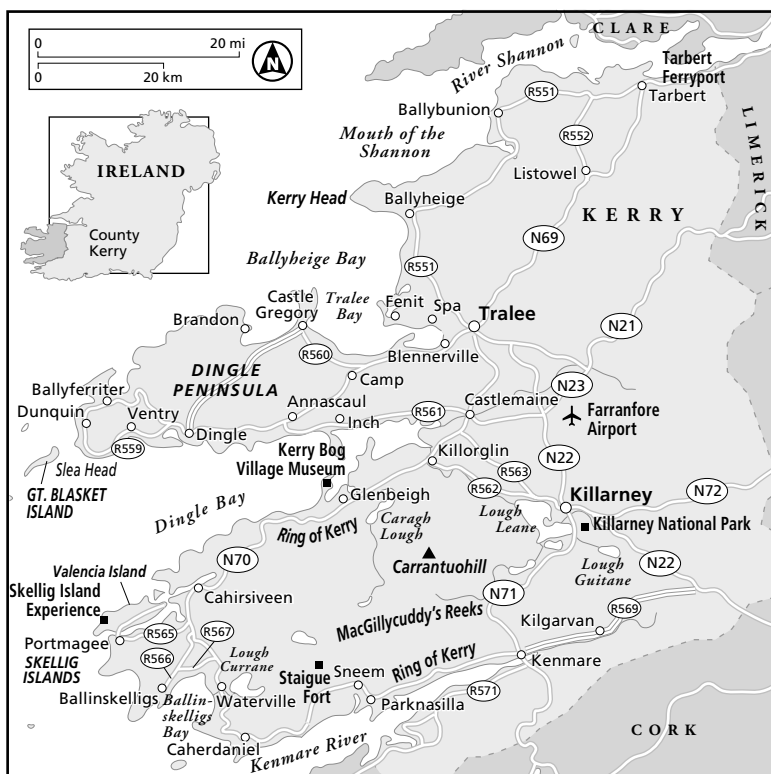 0 20 mi
0 20 km
N
IRELAND
County
Kerry
CLARE
River Shannon
Tarbert
Ferryport
Tarbert
R551
Ballybunion
R552
Mouth of the
Shannon
Listowel
LIMERICK
Kerry Head
Ballyheige
KERRY
N69
Ballyheige Bay
R551
Castle
Gregory
Tralee
Bay
Fenit
Spa
Tralee
N21
Brandon
R560
Blennerville
DINGLE
PENINSULA
Camp
N23
Ballyferriter
Dunquin
Ventry
Annascaul
Inch
R561
Castlemaine
Farranfore
Airport
R559
Dingle
Slea Head
Kerry Bog
Village Museum
Killorglin
R563
N22
GT. BLASKET
ISLAND
R562
Killarney
N72
Dingle Bay
Glenbeigh
Caragh
Lough
Lough
Leane
Killarney National Park
Ring of Kerry
N70
Carrantuohill
Lough
Guitane
N22
Valencia Island
Skellig Island
Experience
Cahirsiveen
MacGillycuddy's Reeks
N71
R569
Kilgarvan
Portmagee
R565
R567
SKELLIG
ISLANDS
R566
Lough
Currane
Staigue
Fort
Sneem
Ring of Kerry
Kenmare
R571
Ballinskelligs
Ballin-
skelligs
Bay
Waterville
Parknasilla
Caherdaniel
Kenmare River
CORK